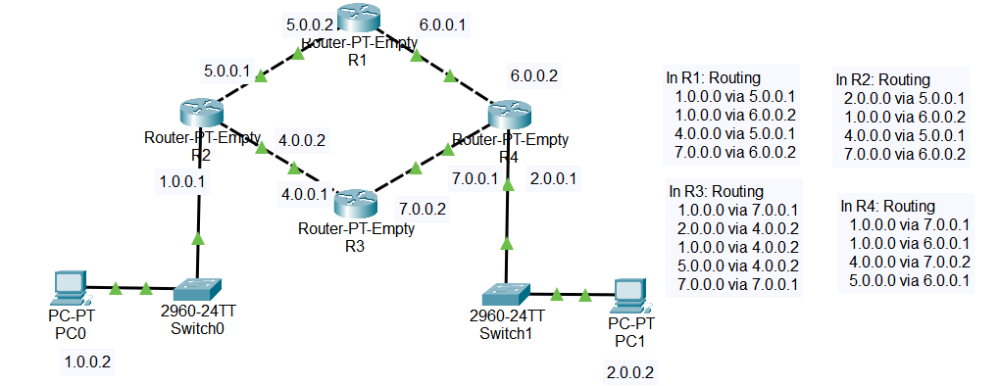 5.0.0.2
6.0.0.1
Router-PT-Empty
R1
5.0.0.1
6.0.0.2
Router-PT-Empty
R2
4.0.0.2
Router-PT-Empty
R4
1.0.0.1
7.0.0.1
2.0.0.1
4.0.0.1
7.0.0.2
Router-PT-Empty
R3
PC-PT
PC0
1.0.0.2
2960-24TT
Switch0
2960-24TT
Switch1
PC-PT
PC1
2.0.0.2
In R1: Routing
1.0.0.0 via 5.0.0.1
1.0.0.0 via 6.0.0.2
4.0.0.0 via 5.0.0.1
7.0.0.0 via 6.0.0.2
In R2: Routing
2.0.0.0 via 5.0.0.1
1.0.0.0 via 6.0.0.2
4.0.0.0 via 5.0.0.1
7.0.0.0 via 6.0.0.2
In R3: Routing
1.0.0.0 via 7.0.0.1
2.0.0.0 via 4.0.0.2
1.0.0.0 via 4.0.0.2
5.0.0.0 via 4.0.0.2
7.0.0.0 via 7.0.0.1
In R4: Routing
1.0.0.0 via 7.0.0.1
1.0.0.0 via 6.0.0.1
4.0.0.0 via 7.0.0.2
5.0.0.0 via 6.0.0.1